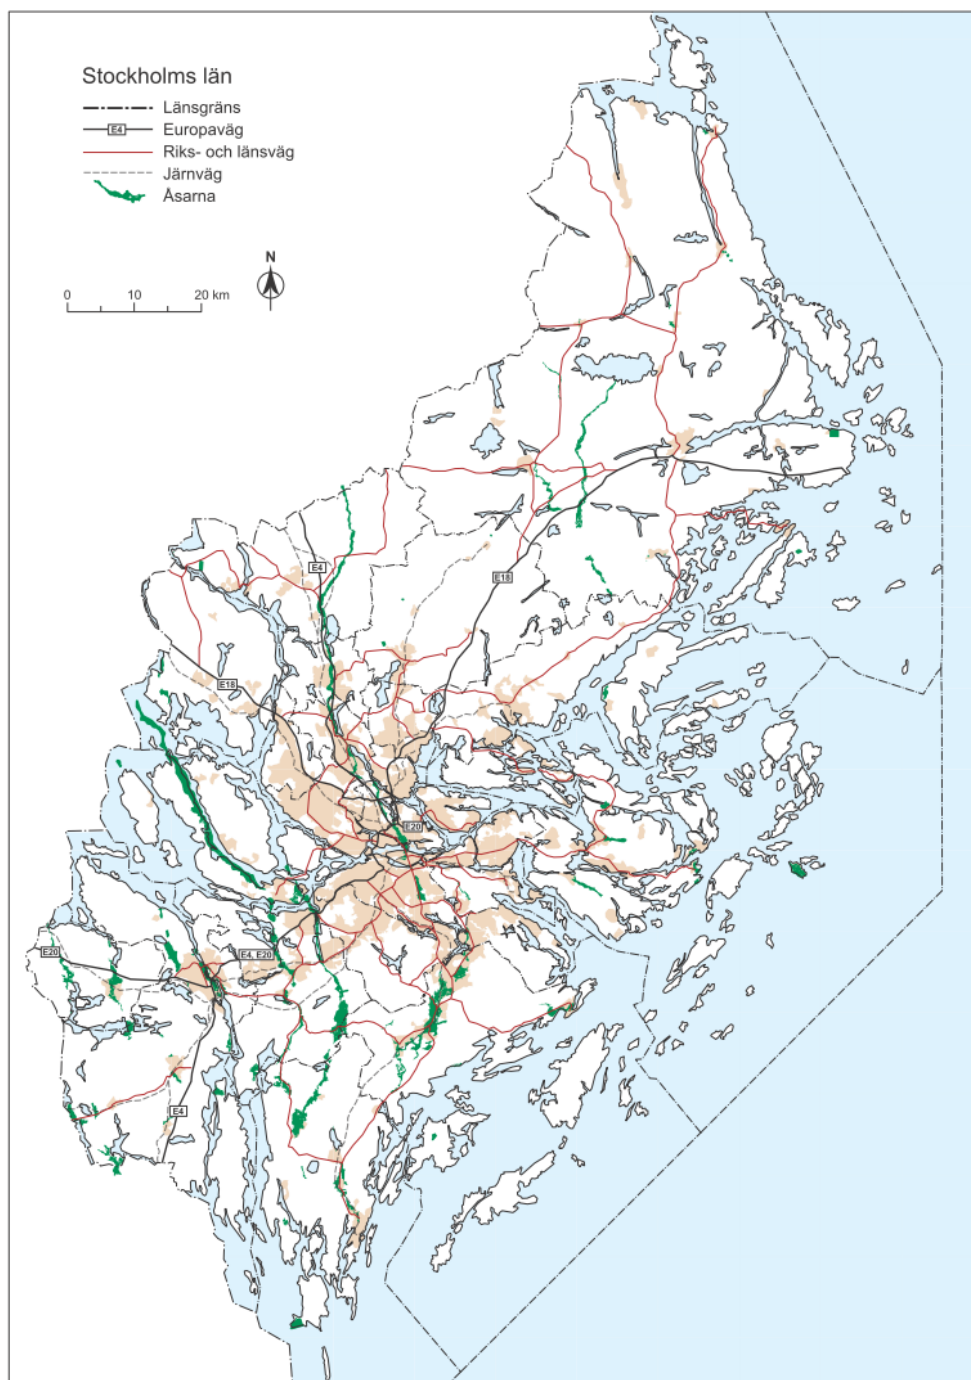 Stockholms län
Länsgräns
E4 Europaväg
Riks- och länsväg
Järnväg
Åsarna
N
0 10 20 km
E4
E18
E18
E20
E20
E4, E20
E4